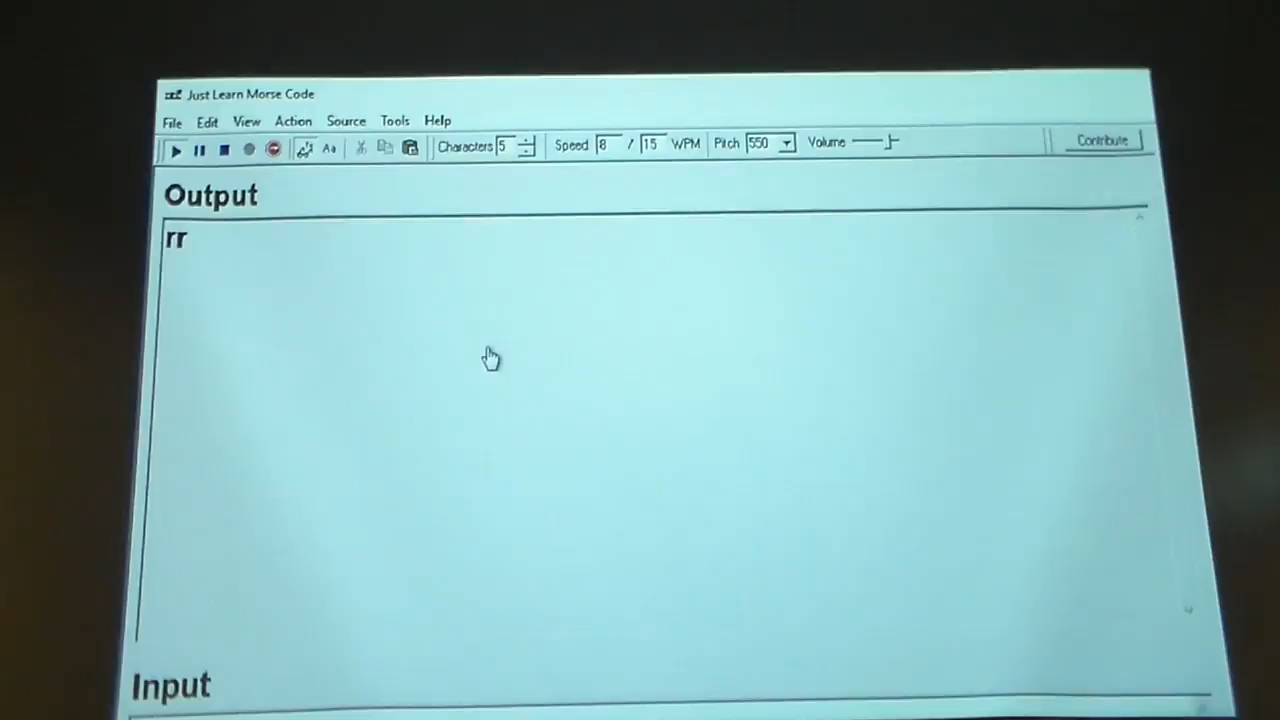 Just Learn Morse Code
File Edit View Action Source Tools Help
Aa Characters 5 Speed 8 / 15 WPM Pitch 550 Volume Contribute
Output
rr
Input